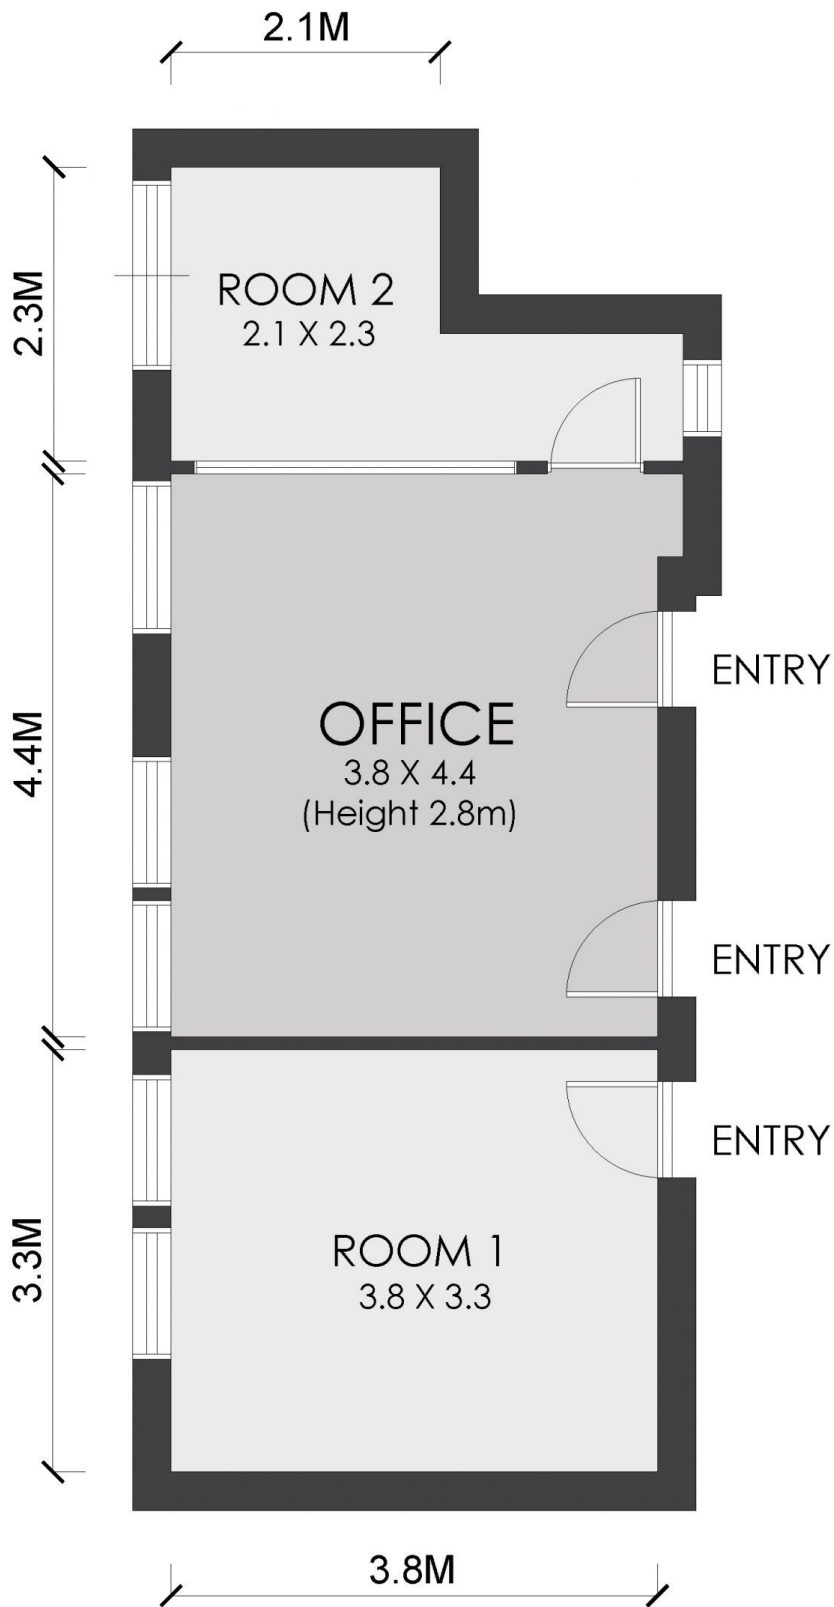 2.1M
2.3M
ROOM 2
2.1 X 2.3
ENTRY
4.4M
OFFICE
3.8 X 4.4
(Height 2.8m)
ENTRY
ENTRY
3.3M
ROOM 1
3.8 X 3.3
3.8M